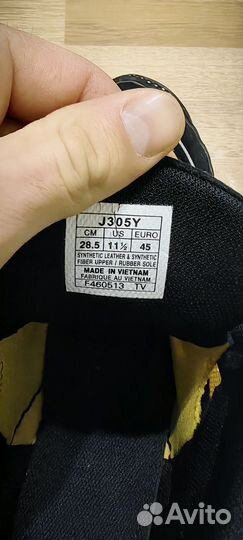 J305Y
CM US EURO
28.5 11½ 45
SYNTHETIC LEATHER & SYNTHETIC
FIBER UPPER / RUBBER SOLE
MADE IN VIETNAM
FABRIQUE AU VIETNAM
F460513 TV
Avito